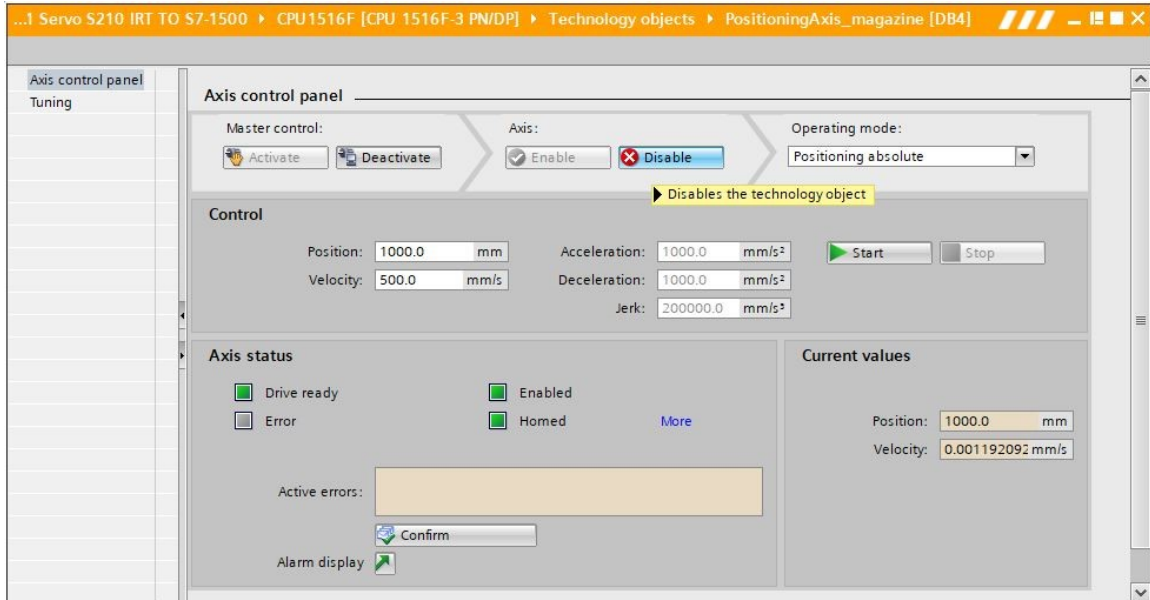 ...1 Servo S210 IRT TO S7-1500 ▸ CPU1516F [CPU 1516F-3 PN/DP] ▸ Technology objects ▸ PositioningAxis_magazine [DB4]
Axis control panel
Tuning
Axis control panel
Master control:
Axis:
Operating mode:
Activate
Deactivate
Enable
Disable
Positioning absolute
Disables the technology object
Control
Position: 1000.0 mm Acceleration: 1000.0 mm/s² Start Stop
Velocity: 500.0 mm/s Deceleration: 1000.0 mm/s²
Jerk: 200000.0 mm/s³
Axis status
Drive ready Enabled
Error Homed More
Active errors:
Confirm
Alarm display
Current values
Position: 1000.0 mm
Velocity: 0.001192092 mm/s